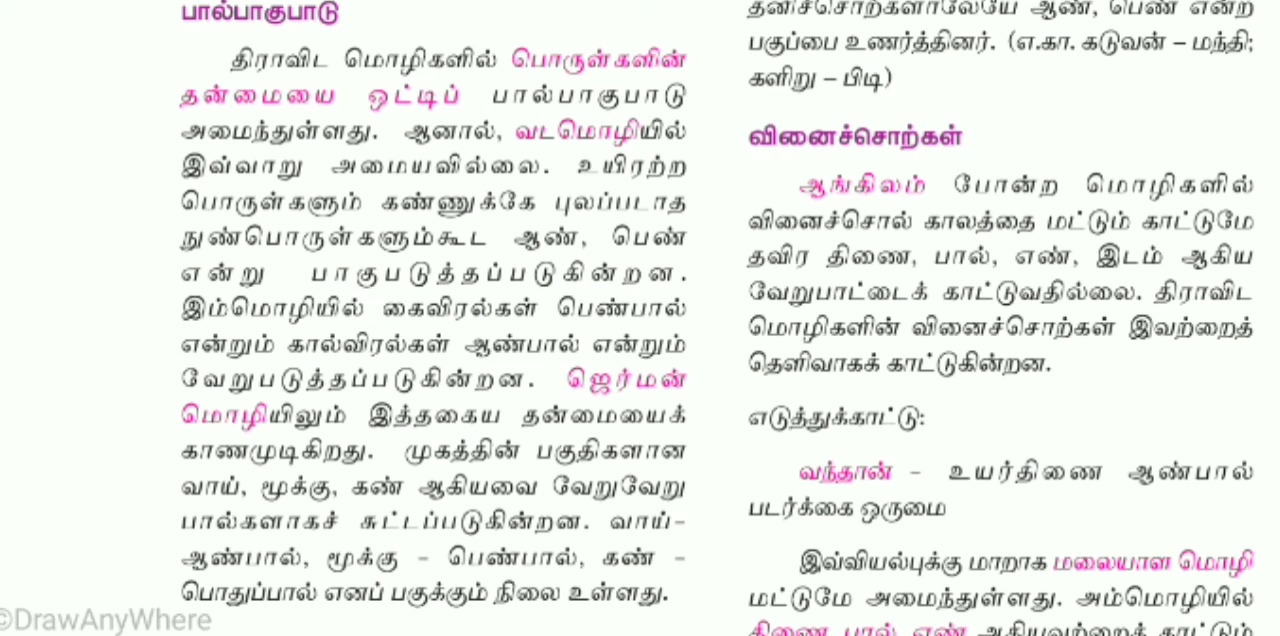 பால்பாகுபாடு
திராவிட மொழிகளில் பொருள்களின்
தன்மையை ஒட்டிப் பால்பாகுபாடு
அமைந்துள்ளது. ஆனால், வடமொழியில்
இவ்வாறு அமையவில்லை. உயிரற்ற
பொருள்களும் கண்ணுக்கே புலப்படாத
நுண்பொருள்களும்கூட ஆண், பெண்
என்று பாகுபடுத்தப்படுகின்றன.
இம்மொழியில் கைவிரல்கள் பெண்பால்
என்றும் கால்விரல்கள் ஆண்பால் என்றும்
வேறுபடுத்தப்படுகின்றன. ஜெர்மன்
மொழியிலும் இத்தகைய தன்மையைக்
காணமுடிகிறது. முகத்தின் பகுதிகளான
வாய், மூக்கு, கண் ஆகியவை வேறுவேறு
பால்களாகச் சுட்டப்படுகின்றன. வாய்-
ஆண்பால், மூக்கு - பெண்பால், கண் -
பொதுப்பால் எனப் பகுக்கும் நிலை உள்ளது.
தனிச்சொற்களாலேயே ஆண், பெண் என்ற
பகுப்பை உணர்த்தினர். (எ.கா. கடுவன் – மந்தி;
களிறு – பிடி)
வினைச்சொற்கள்
ஆங்கிலம் போன்ற மொழிகளில்
வினைச்சொல் காலத்தை மட்டும் காட்டுமே
தவிர திணை, பால், எண், இடம் ஆகிய
வேறுபாட்டைக் காட்டுவதில்லை. திராவிட
மொழிகளின் வினைச்சொற்கள் இவற்றைத்
தெளிவாகக் காட்டுகின்றன.
எடுத்துக்காட்டு:
வந்தான் - உயர்திணை ஆண்பால்
படர்க்கை ஒருமை
இவ்வியல்புக்கு மாறாக மலையாள மொழி
மட்டுமே அமைந்துள்ளது. அம்மொழியில்
திணை, பால், எண் ஆகியவற்றைக் காட்டும்
©DrawAnyWhere